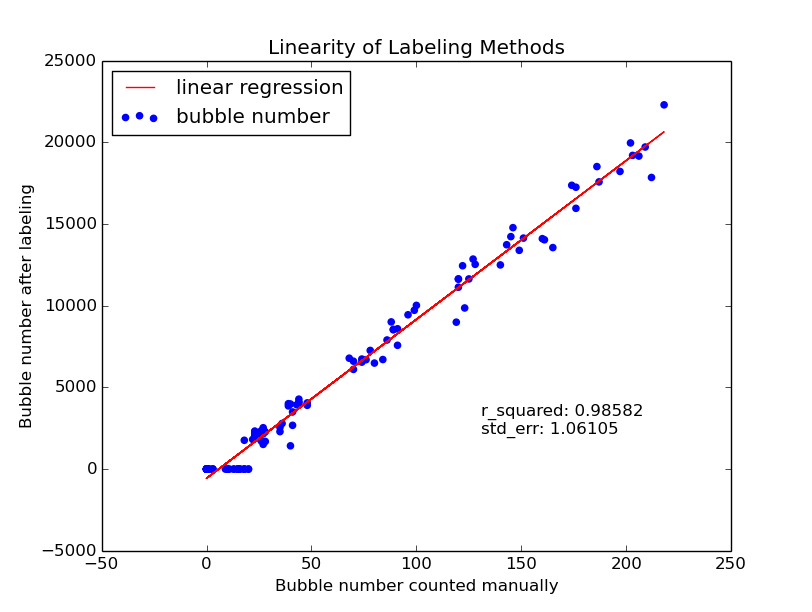 Linearity of Labeling Methods
25000
20000
15000
10000
5000
0
−5000
linear regression
bubble number
r_squared: 0.98582
std_err: 1.06105
Bubble number after labeling
−50
0
50
100
150
200
250
Bubble number counted manually